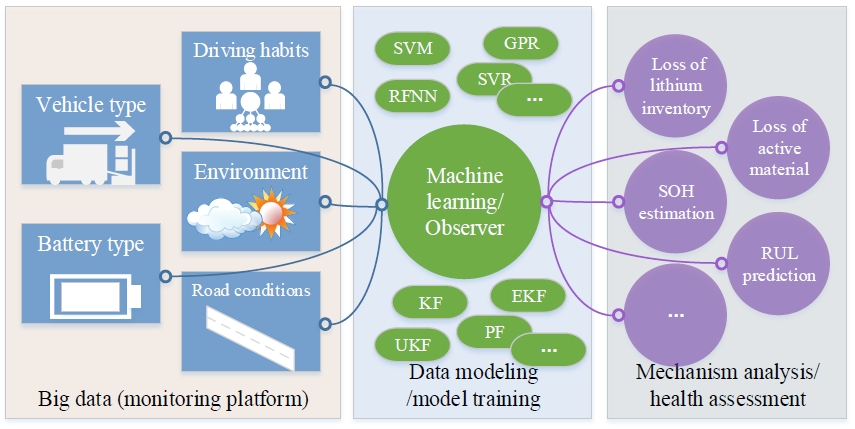 Driving habits
Vehicle type
Environment
Battery type
Road conditions
Big data (monitoring platform)
SVM
GPR
SVR
RFNN
...
Machine
learning/
Observer
KF
EKF
PF
UKF
...
Data modeling
/model training
Loss of
lithium
inventory
Loss of
active
material
SOH
estimation
RUL
prediction
...
Mechanism analysis/
health assessment